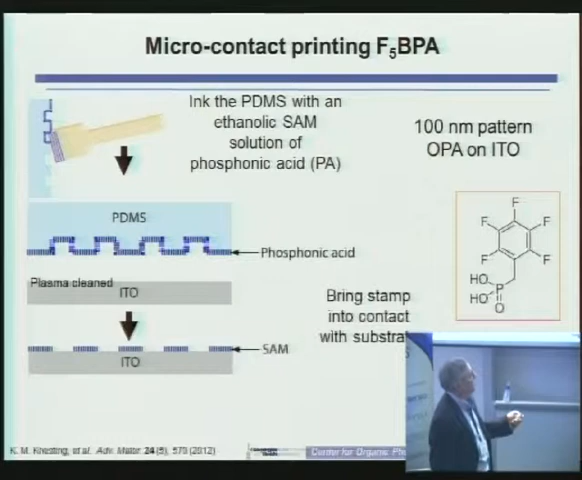 Micro-contact printing F₅BPA
Ink the PDMS with an
ethanolic SAM
solution of
phosphonic acid (PA)
100 nm pattern
OPA on ITO
PDMS
Phosphonic acid
Plasma cleaned
ITO
Bring stamp
into contact
with substrat
SAM
ITO
F
F
F
F
F
HO
HO
P
O
et al. Adv. Mater. 24(5), 573 (2012)
Center for Organic Pho